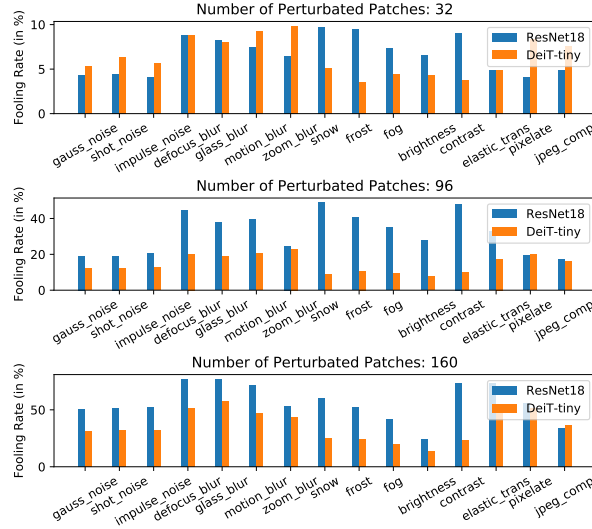 Number of Perturbated Patches: 32
Fooling Rate (in %)
10
5
0
ResNet18
DeiT-tiny
gauss_noise
shot_noise
impulse_noise
defocus_blur
glass_blur
motion_blur
zoom_blur
snow
frost
fog
brightness
contrast
elastic_trans
pixelate
jpeg_comp
Number of Perturbated Patches: 96
Fooling Rate (in %)
40
20
0
ResNet18
DeiT-tiny
gauss_noise
shot_noise
impulse_noise
defocus_blur
glass_blur
motion_blur
zoom_blur
snow
frost
fog
brightness
contrast
elastic_trans
pixelate
jpeg_comp
Number of Perturbated Patches: 160
Fooling Rate (in %)
50
0
ResNet18
DeiT-tiny
gauss_noise
shot_noise
impulse_noise
defocus_blur
glass_blur
motion_blur
zoom_blur
snow
frost
fog
brightness
contrast
elastic_trans
pixelate
jpeg_comp